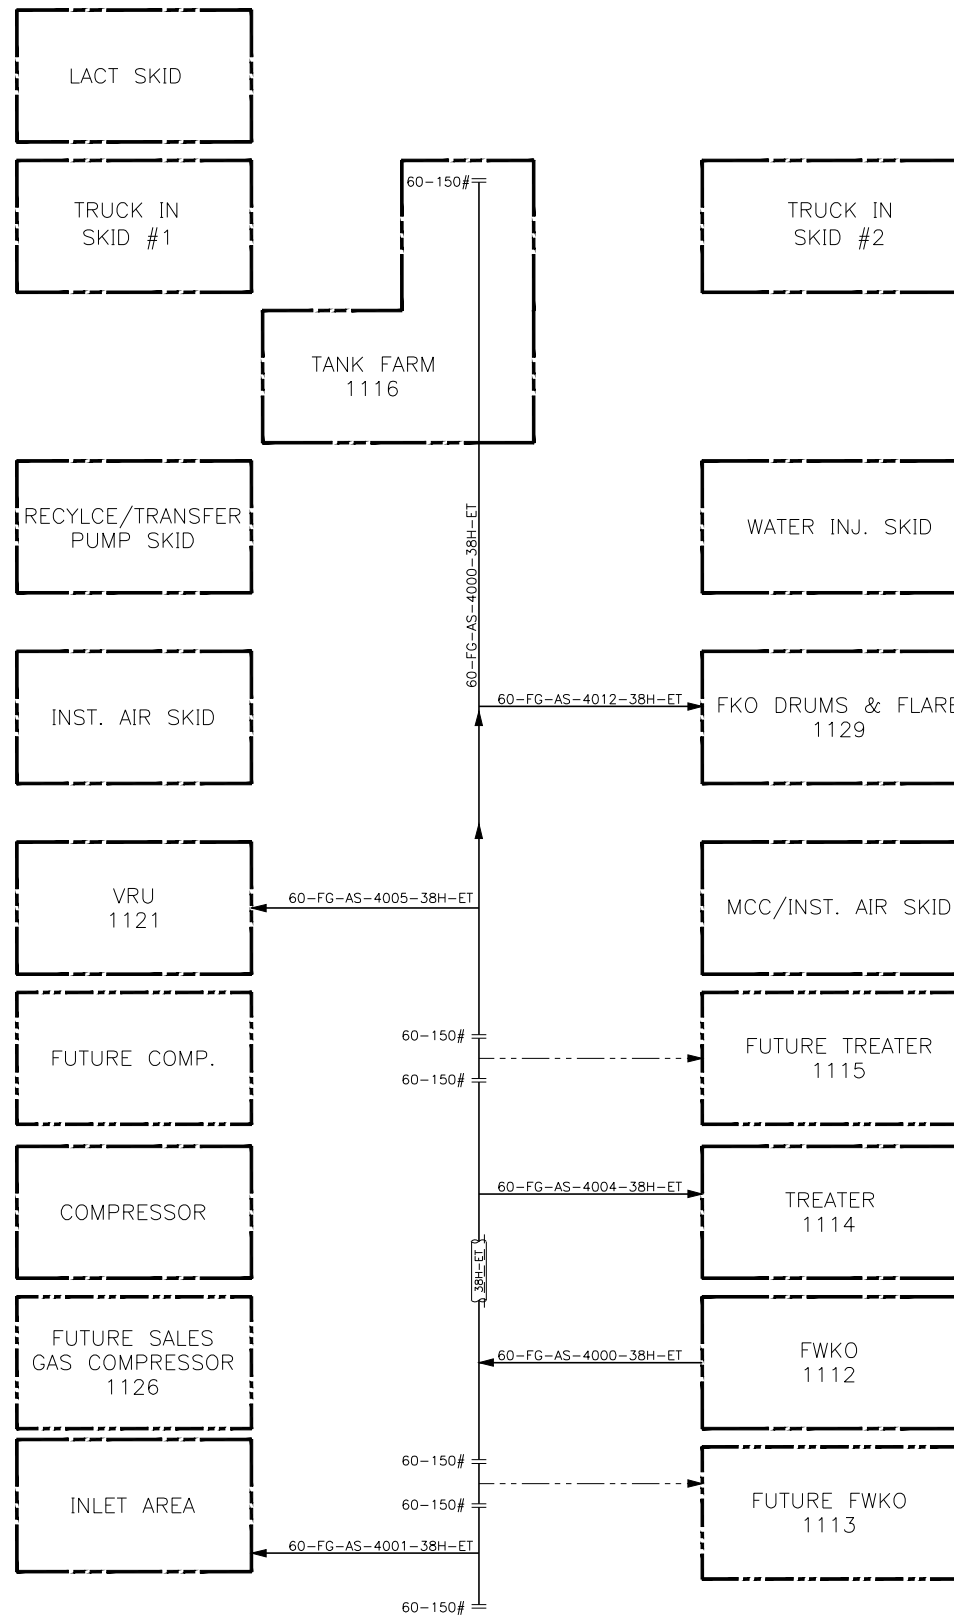 LACT SKID
TRUCK IN
SKID #1
60-150#
TRUCK IN
SKID #2
TANK FARM
1116
RECYLCE/TRANSFER
PUMP SKID
60-FG-AS-4000-38H-ET
WATER INJ. SKID
INST. AIR SKID
60-FG-AS-4012-38H-ET
FKO DRUMS & FLARE
1129
VRU
1121
60-FG-AS-4005-38H-ET
MCC/INST. AIR SKID
FUTURE COMP.
60-150#
60-150#
FUTURE TREATER
1115
COMPRESSOR
60-FG-AS-4004-38H-ET
TREATER
1114
38H-ET
FUTURE SALES
GAS COMPRESSOR
1126
60-FG-AS-4000-38H-ET
FWKO
1112
60-150#
60-150#
INLET AREA
FUTURE FWKO
1113
60-FG-AS-4001-38H-ET
60-150#